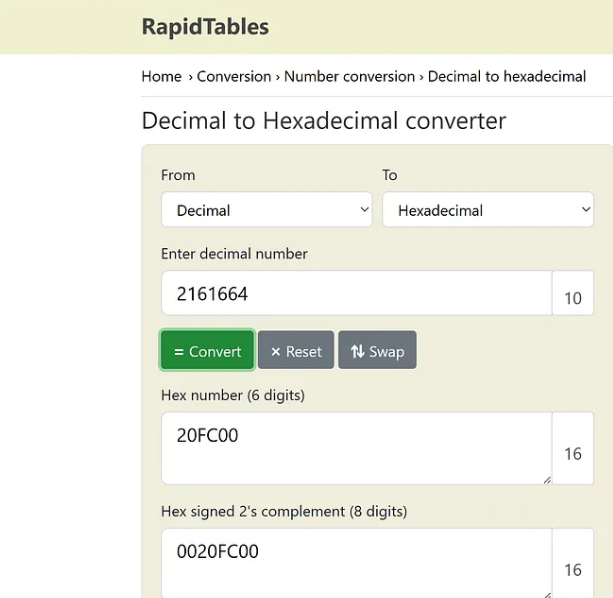 RapidTables
Home › Conversion › Number conversion › Decimal to hexadecimal
Decimal to Hexadecimal converter
From To
Decimal Hexadecimal
Enter decimal number
2161664 10
= Convert × Reset ⇅ Swap
Hex number (6 digits)
20FC00 16
Hex signed 2's complement (8 digits)
0020FC00 16